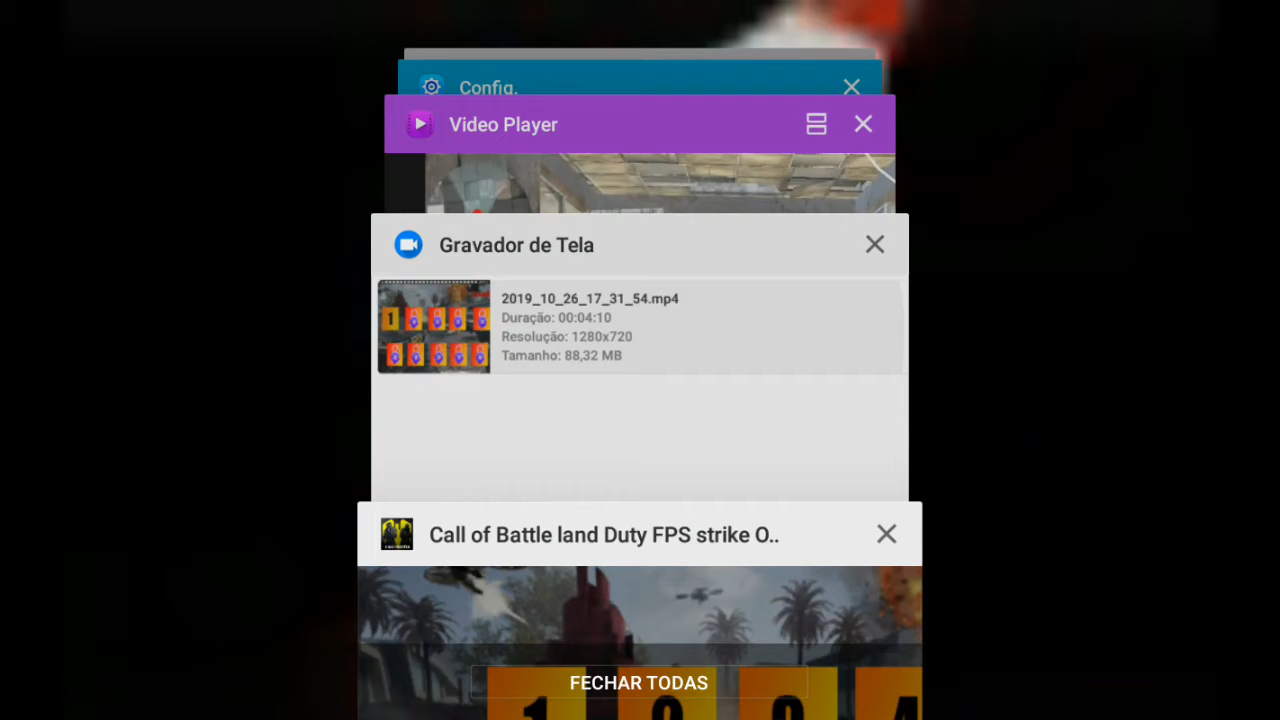 Config.
Video Player
Gravador de Tela
2019_10_26_17_31_54.mp4
Duração: 00:04:10
Resolução: 1280x720
Tamanho: 88,32 MB
1
Call of Battle land Duty FPS strike O..
FECHAR TODAS